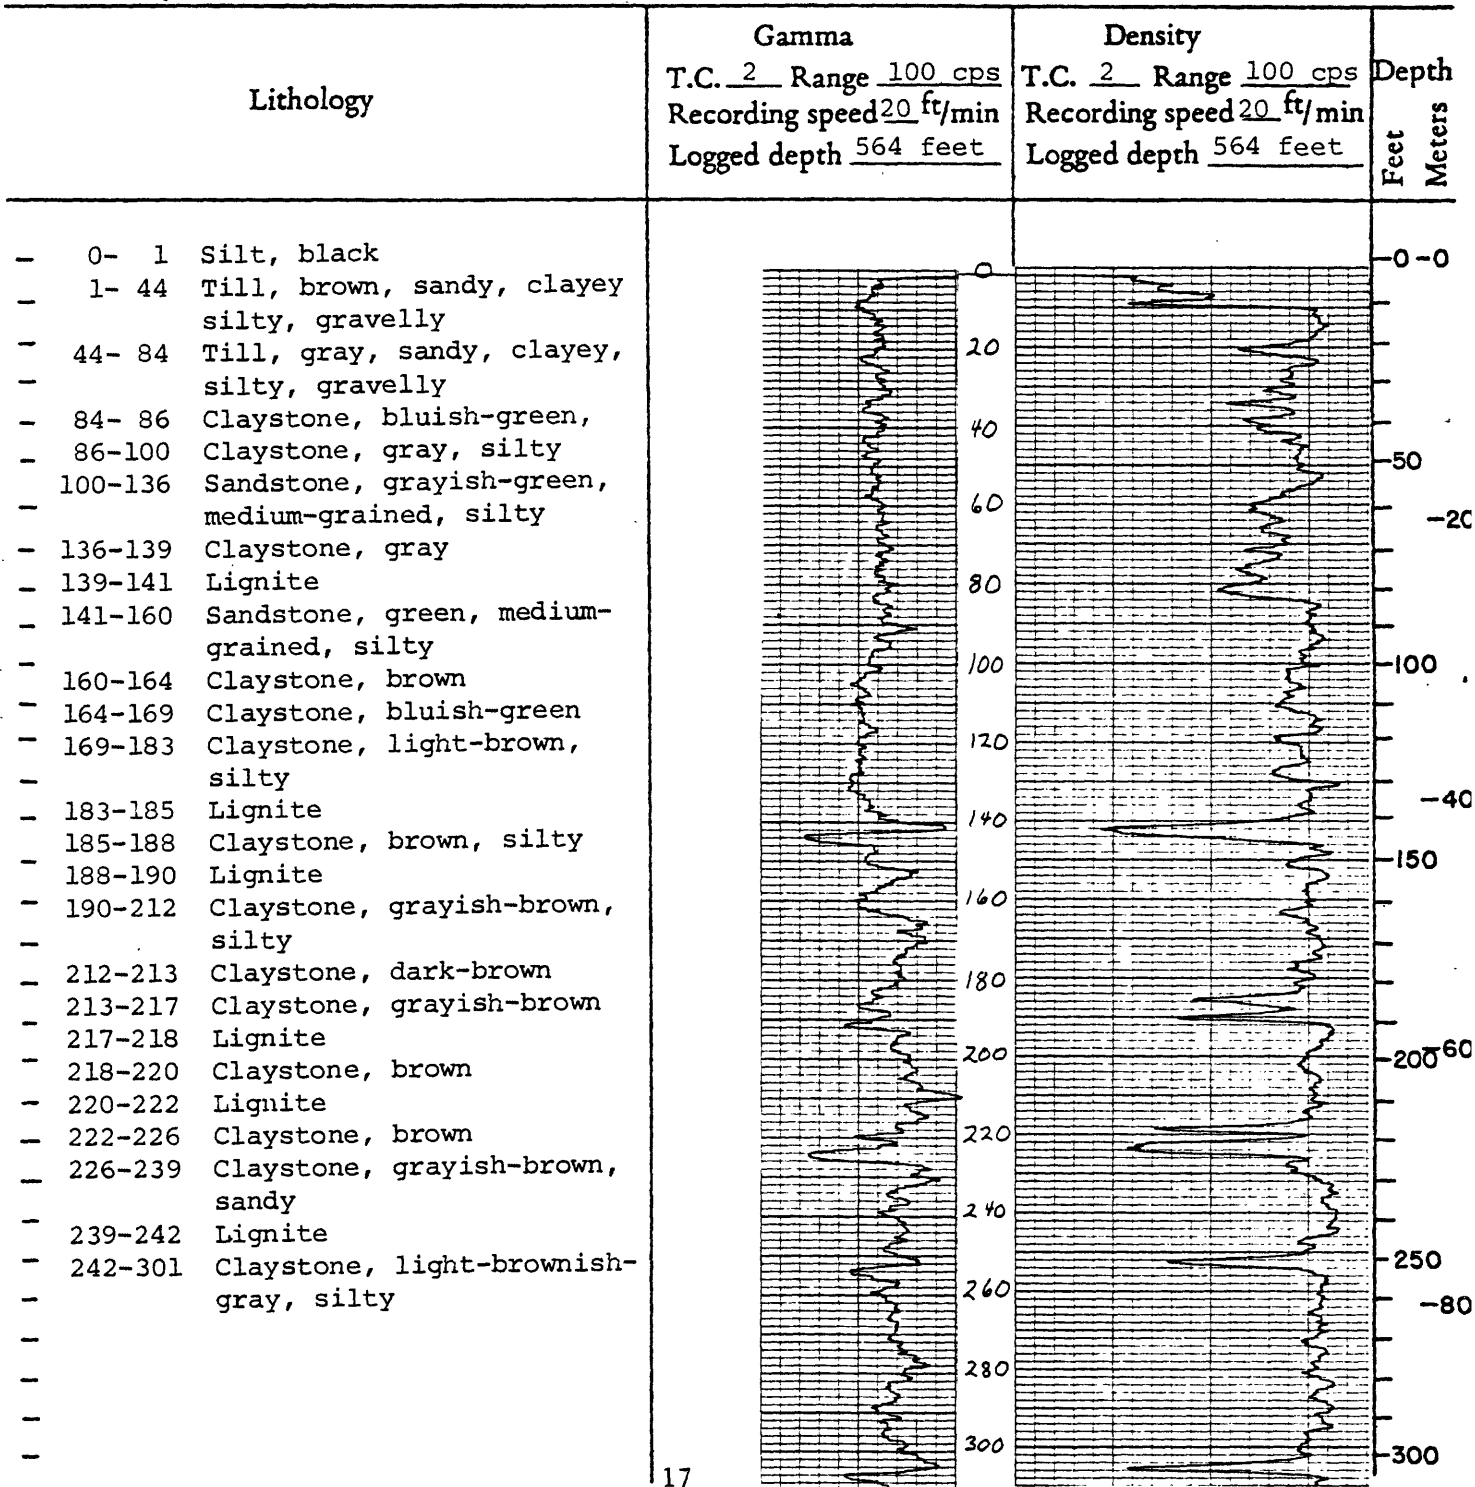 Lithology
Gamma
T.C. 2 Range 100 cps
Recording speed 20 ft/min
Logged depth 564 feet
Density
T.C. 2 Range 100 cps
Recording speed 20 ft/min
Logged depth 564 feet
Depth
Feet
Meters
0- 1 Silt, black
1- 44 Till, brown, sandy, clayey
silty, gravelly
44- 84 Till, gray, sandy, clayey,
silty, gravelly
84- 86 Claystone, bluish-green,
86-100 Claystone, gray, silty
100-136 Sandstone, grayish-green,
medium-grained, silty
136-139 Claystone, gray
139-141 Lignite
141-160 Sandstone, green, medium-
grained, silty
160-164 Claystone, brown
164-169 Claystone, bluish-green
169-183 Claystone, light-brown,
silty
183-185 Lignite
185-188 Claystone, brown, silty
188-190 Lignite
190-212 Claystone, grayish-brown,
silty
212-213 Claystone, dark-brown
213-217 Claystone, grayish-brown
217-218 Lignite
218-220 Claystone, brown
220-222 Lignite
222-226 Claystone, brown
226-239 Claystone, grayish-brown,
sandy
239-242 Lignite
242-301 Claystone, light-brownish-
gray, silty
0
20
40
60
80
100
120
140
160
180
200
220
240
260
280
300
-0 -0
-50
-20
-100
-40
-150
-200
-60
-250
-80
-300
17